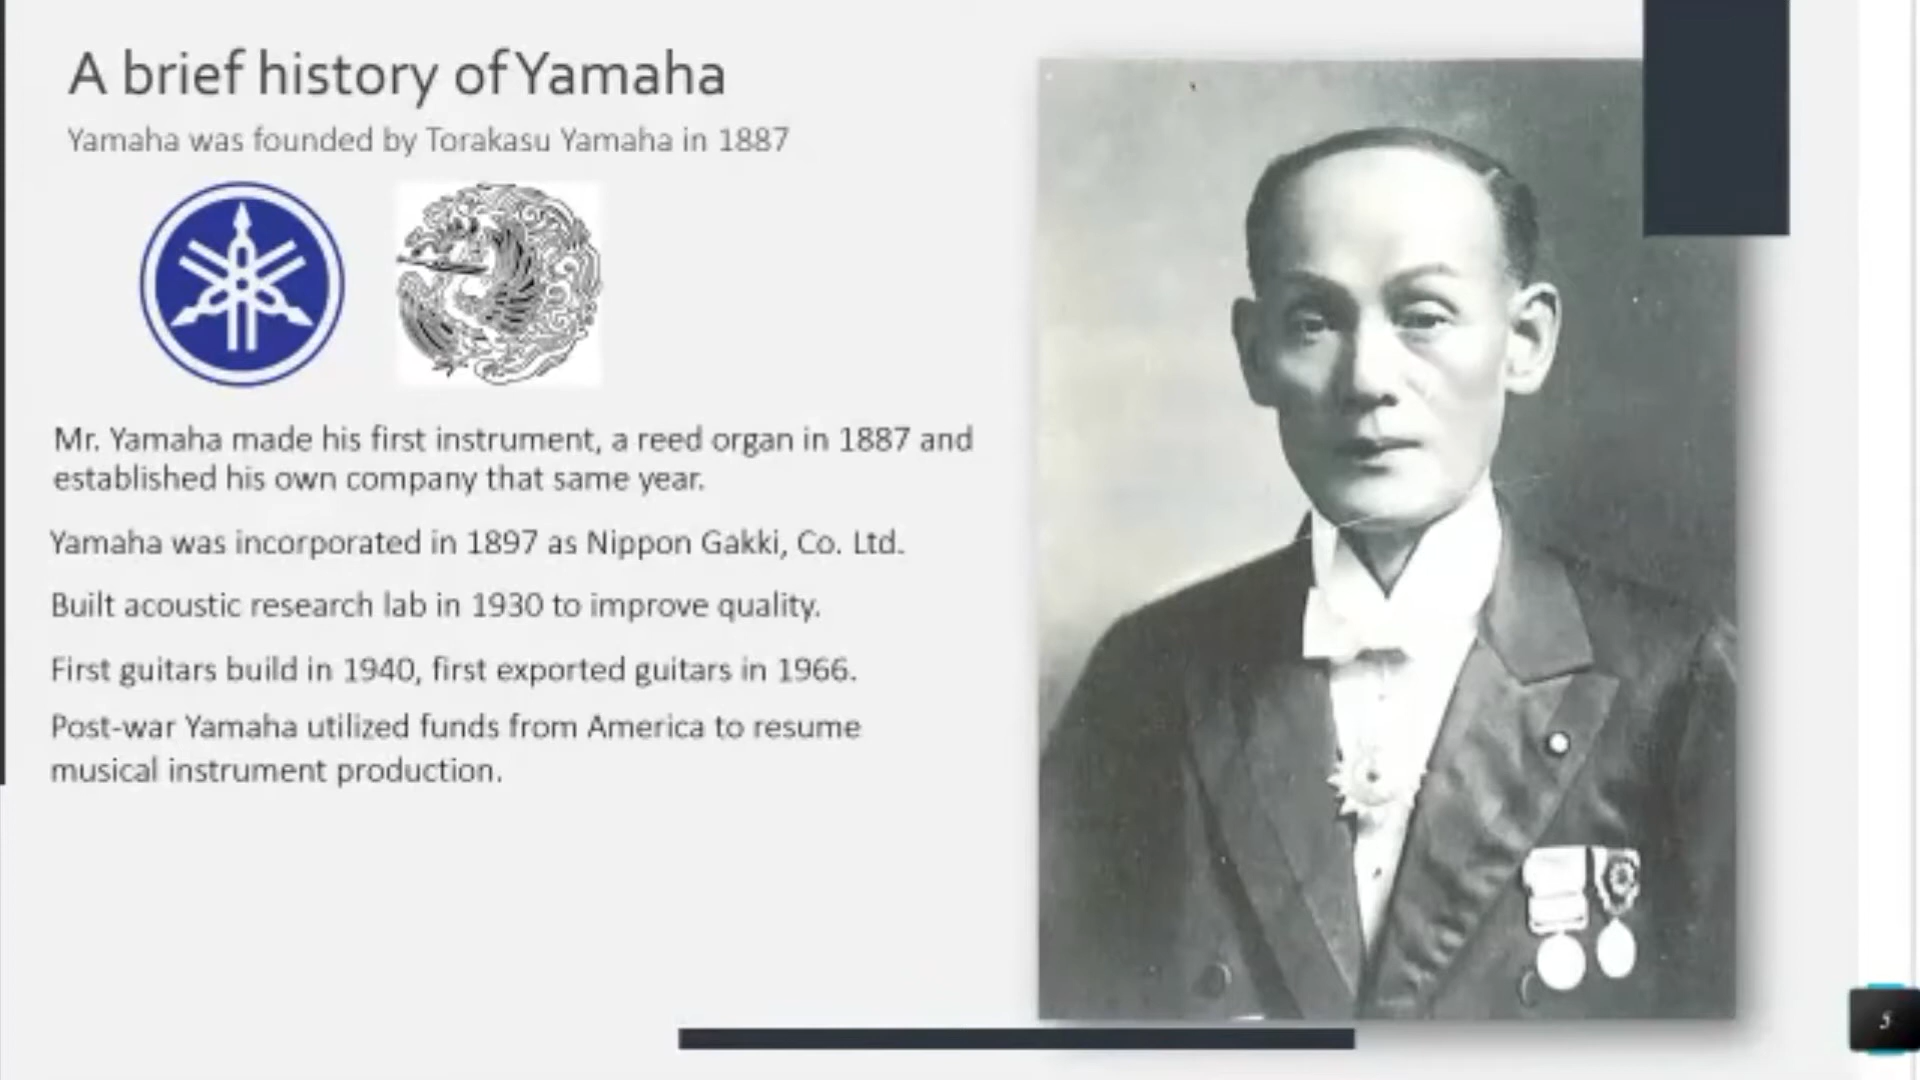 A brief history of Yamaha
Yamaha was founded by Torakasu Yamaha in 1887
Mr. Yamaha made his first instrument, a reed organ in 1887 and
established his own company that same year.
Yamaha was incorporated in 1897 as Nippon Gakki, Co. Ltd.
Built acoustic research lab in 1930 to improve quality.
First guitars build in 1940, first exported guitars in 1966.
Post-war Yamaha utilized funds from America to resume
musical instrument production.
5